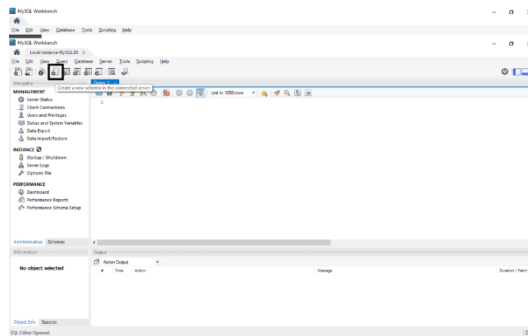 MySQL Workbench
File Edit View Database Tools Scripting Help
MySQL Workbench
Local instance MySQL80 ×
File Edit View Query Database Server Tools Scripting Help
Navigator
Query 1
Create a new schema in the connected server
MANAGEMENT
Server Status
Client Connections
Users and Privileges
Status and System Variables
Data Export
Data Import/Restore
INSTANCE
Startup / Shutdown
Server Logs
Options File
PERFORMANCE
Dashboard
Performance Reports
Performance Schema Setup
Limit to 1000 rows
1
Administration Schemas
Information
No object selected
Object Info Session
Output
Action Output
# Time Action Message Duration / Fetch
SQL Editor Opened.